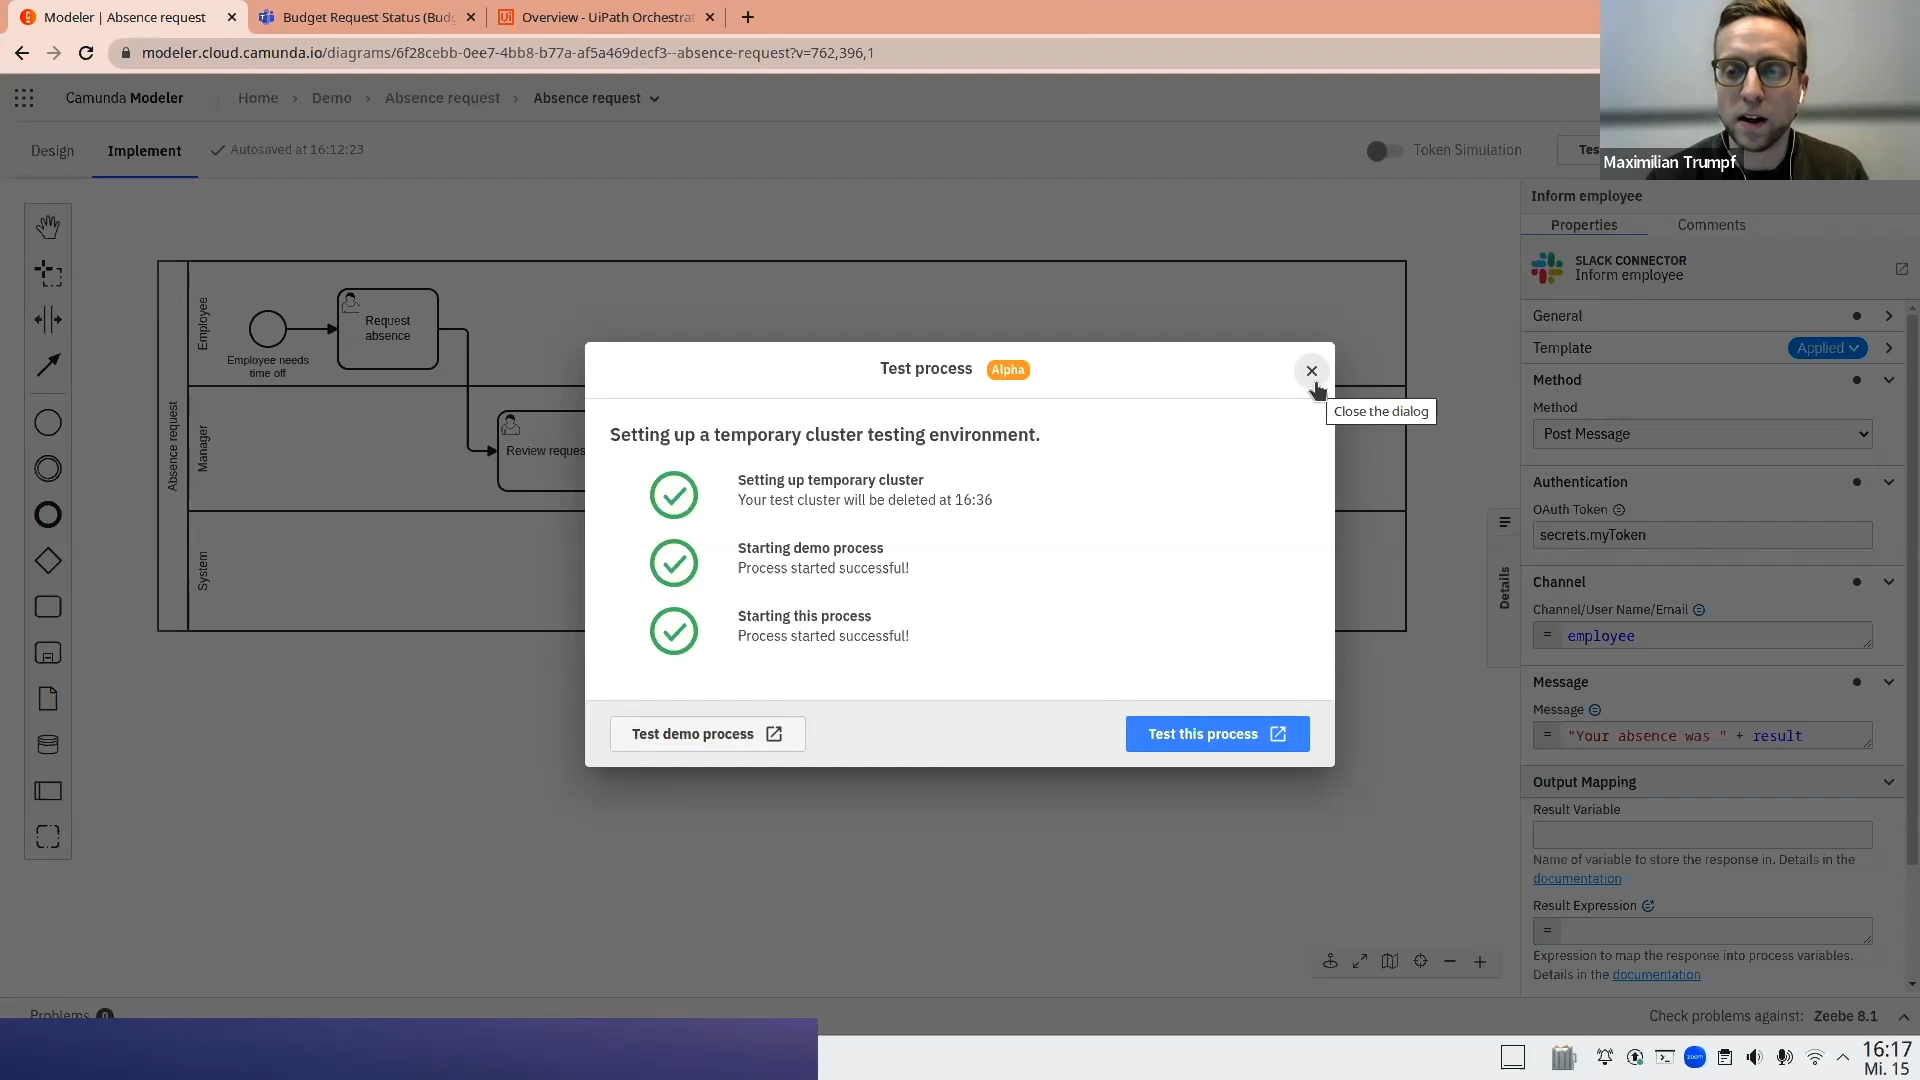 Modeler | Absence request
Budget Request Status (Budg
Overview - UiPath Orchestrat
modeler.cloud.camunda.io/diagrams/6f28cebb-0ee7-4bb8-b77a-af5a469decf3--absence-request?v=762,396,1
Camunda Modeler
Home › Demo › Absence request › Absence request
Design
Implement
Autosaved at 16:12:23
Token Simulation
Tes
Maximilian Trumpf
Absence request
Employee
Manager
System
Employee needs
time off
Request
absence
Review reques
Test process
Alpha
Close the dialog
Setting up a temporary cluster testing environment.
Setting up temporary cluster
Your test cluster will be deleted at 16:36
Starting demo process
Process started successful!
Starting this process
Process started successful!
Test demo process
Test this process
Details
Inform employee
Properties
Comments
SLACK CONNECTOR
Inform employee
General
Template
Applied
Method
Method
Post Message
Authentication
OAuth Token
secrets.myToken
Channel
Channel/User Name/Email
= employee
Message
Message
= "Your absence was " + result
Output Mapping
Result Variable
Name of variable to store the response in. Details in the
documentation
Result Expression
=
Expression to map the response into process variables.
Details in the documentation
Problems 0
Check problems against: Zeebe 8.1
zoom
16:17
Mi. 15